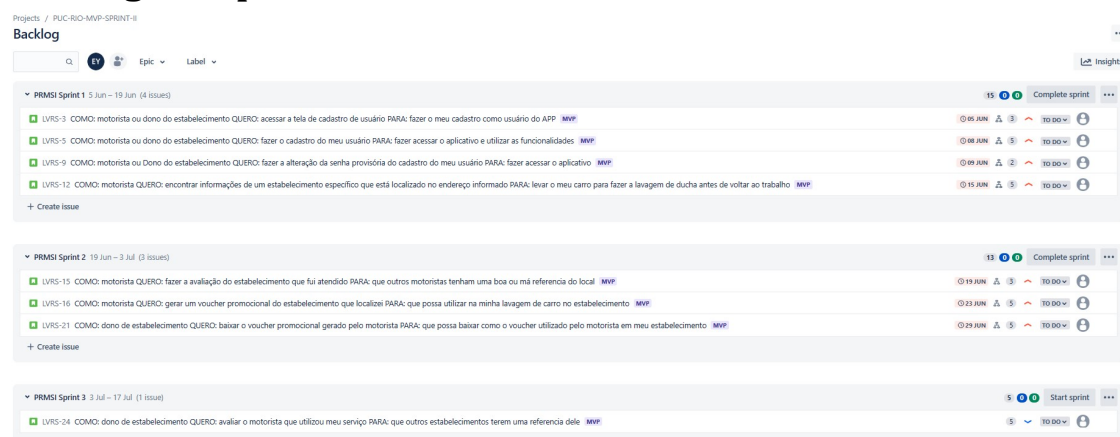 Projects / PUC-RIO-MVP-SPRINT-II
Backlog
EY Epic Label Insights
PRMSI Sprint 1 5 Jun – 19 Jun (4 issues) 15 0 0 Complete sprint
LVRS-3 COMO: motorista ou dono do estabelecimento QUERO: acessar a tela de cadastro de usuário PARA: fazer o meu cadastro como usuário do APP MVP 05 JUN 3 TO DO
LVRS-5 COMO: motorista ou dono do estabelecimento QUERO: fazer o cadastro do meu usuário PARA: fazer acessar o aplicativo e utilizar as funcionalidades MVP 08 JUN 5 TO DO
LVRS-9 COMO: motorista ou Dono do estabelecimento QUERO: fazer a alteração da senha provisória do cadastro do meu usuário PARA: fazer acessar o aplicativo MVP 09 JUN 2 TO DO
LVRS-12 COMO: motorista QUERO: encontrar informações de um estabelecimento específico que está localizado no endereço informado PARA: levar o meu carro para fazer a lavagem de ducha antes de voltar ao trabalho MVP 15 JUN 5 TO DO
+ Create issue
PRMSI Sprint 2 19 Jun – 3 Jul (3 issues) 13 0 0 Complete sprint
LVRS-15 COMO: motorista QUERO: fazer a avaliação do estabelecimento que fui atendido PARA: que outros motoristas tenham uma boa ou má referencia do local MVP 19 JUN 3 TO DO
LVRS-16 COMO: motorista QUERO: gerar um voucher promocional do estabelecimento que localizei PARA: que possa utilizar na minha lavagem de carro no estabelecimento MVP 23 JUN 5 TO DO
LVRS-21 COMO: dono de estabelecimento QUERO: baixar o voucher promocional gerado pelo motorista PARA: que possa baixar como o voucher utilizado pelo motorista em meu estabelecimento MVP 29 JUN 5 TO DO
+ Create issue
PRMSI Sprint 3 3 Jul – 17 Jul (1 issue) 5 0 0 Start sprint
LVRS-24 COMO: dono de estabelecimento QUERO: avaliar o motorista que utilizou meu serviço PARA: que outros estabelecimentos terem uma referencia dele MVP 5 TO DO